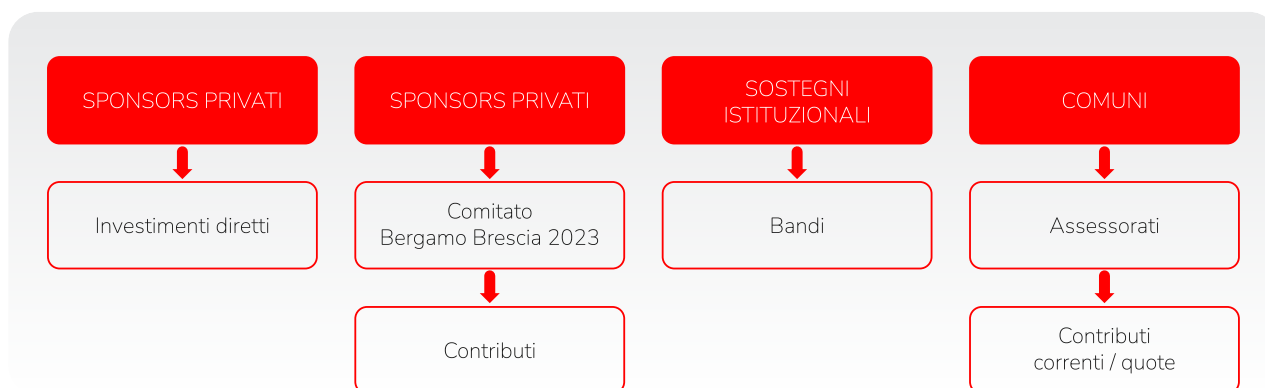 SPONSORS PRIVATI
SPONSORS PRIVATI
SOSTEGNI
ISTITUZIONALI
COMUNI
Investimenti diretti
Comitato
Bergamo Brescia 2023
Bandi
Assessorati
Contributi
Contributi
correnti / quote